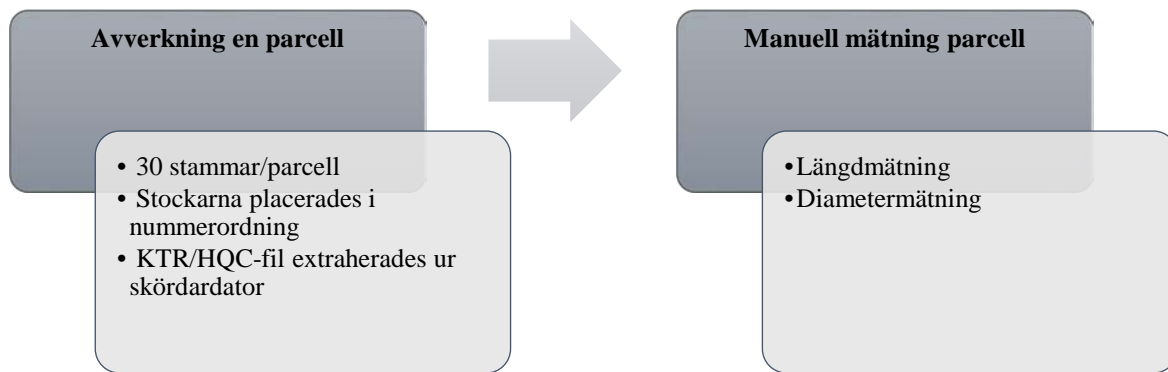 Avverkning en parcell
• 30 stammar/parcell
• Stockarna placerades i
nummerordning
• KTR/HQC-fil extraherades ur
skördardator
Manuell mätning parcell
•Längdmätning
•Diametermätning